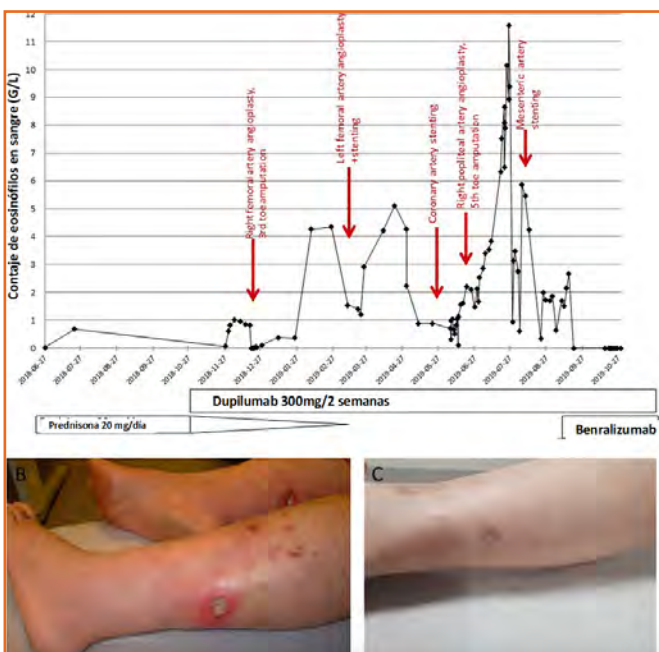 12
11
10
9
8
7
6
5
4
3
2
1
0
Contaje de eosinófilos en sangre (G/L)
Right femoral artery angioplasty,
3rd toe amputation
Left femoral artery angioplasty
+stenting
Coronary artery stenting
Right popliteal artery angioplasty,
5th toe amputation
Mesenteric artery
stenting
2018-06-27
2018-07-27
2018-08-27
2018-09-27
2018-10-27
2018-11-27
2018-12-27
2019-01-27
2019-02-27
2019-03-27
2019-04-27
2019-05-27
2019-06-27
2019-07-27
2019-08-27
2019-09-27
2019-10-27
Dupilumab 300mg/2 semanas
Prednisona 20 mg/día
Benralizumab
B
C